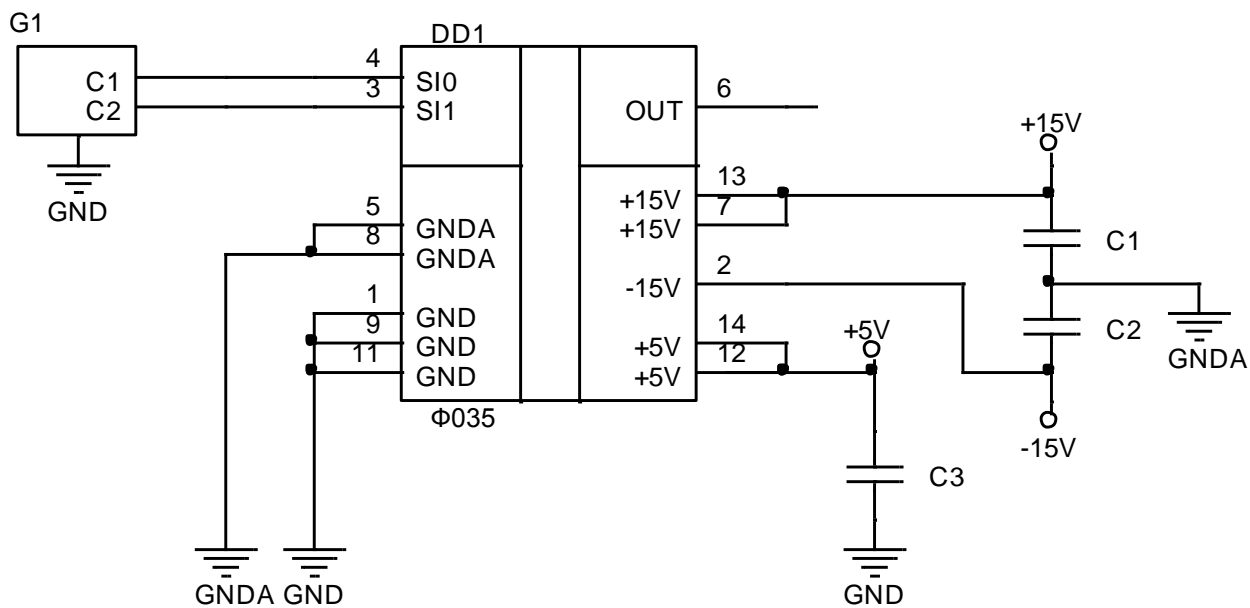 G1
DD1
C1
4
SI0
C2
3
SI1
OUT
6
GND
+15V
5
GNDA
+15V
13
8
GNDA
+15V
7
C1
1
GND
-15V
2
9
GND
+5V
14
+5V
C2
GNDA
11
GND
+5V
12
Ф035
-15V
C3
GNDA GND
GND